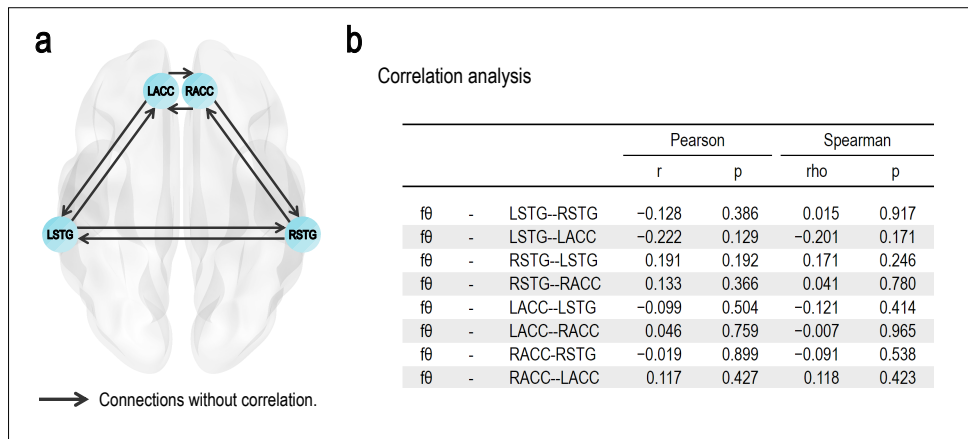 a
LACC RACC
LSTG RSTG
Connections without correlation.
b
Correlation analysis
Pearson Spearman
r p rho p
fθ - LSTG--RSTG −0.128 0.386 0.015 0.917
fθ - LSTG--LACC −0.222 0.129 −0.201 0.171
fθ - RSTG--LSTG 0.191 0.192 0.171 0.246
fθ - RSTG--RACC 0.133 0.366 0.041 0.780
fθ - LACC--LSTG −0.099 0.504 −0.121 0.414
fθ - LACC--RACC 0.046 0.759 −0.007 0.965
fθ - RACC-RSTG −0.019 0.899 −0.091 0.538
fθ - RACC--LACC 0.117 0.427 0.118 0.423